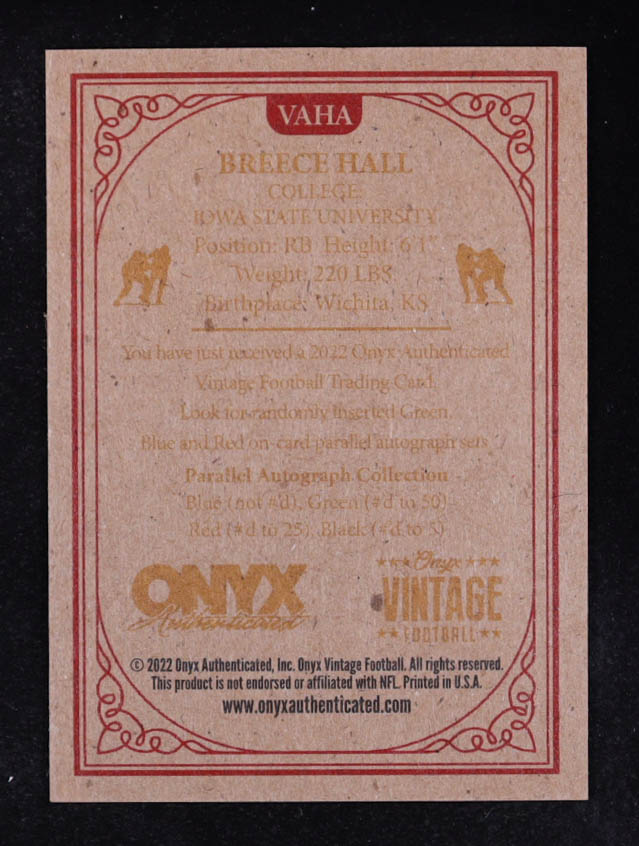 VAHA
BREECE HALL
COLLEGE:
IOWA STATE UNIVERSITY
Position: RB Height: 6'1"
Weight: 220 LBS
Birthplace: Wichita, KS
You have just received a 2022 Onyx Authenticated
Vintage Football Trading Card.
Look for randomly inserted Green,
Blue and Red on-card parallel autograph sets.
Parallel Autograph Collection
Blue (not #d), Green (#d to 50)
Red (#d to 25), Black (#d to 5)
ONYX
Authenticated
Onyx
VINTAGE
FOOTBALL
© 2022 Onyx Authenticated, Inc. Onyx Vintage Football. All rights reserved.
This product is not endorsed or affiliated with NFL. Printed in U.S.A.
www.onyxauthenticated.com